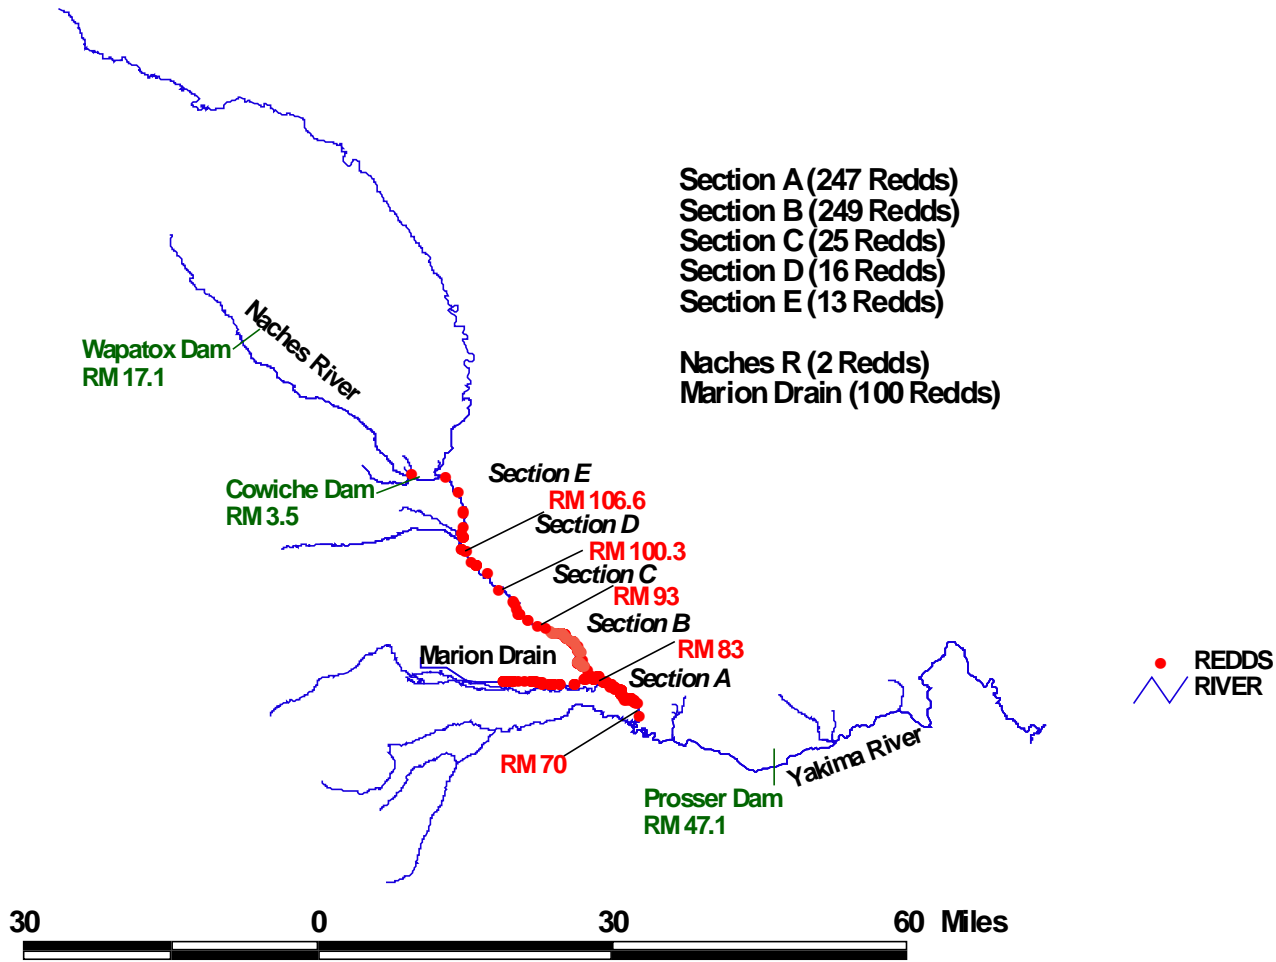 Section A (247 Redds)
Section B (249 Redds)
Section C (25 Redds)
Section D (16 Redds)
Section E (13 Redds)
Naches R (2 Redds)
Marion Drain (100 Redds)
Naches River
Wapatox Dam
RM 17.1
Cowiche Dam
RM 3.5
Section E
RM 106.6
Section D
RM 100.3
Section C
RM 93
Section B
RM 83
Marion Drain
Section A
RM 70
REDDS
RIVER
Yakima River
Prosser Dam
RM 47.1
30 0 30 60 Miles